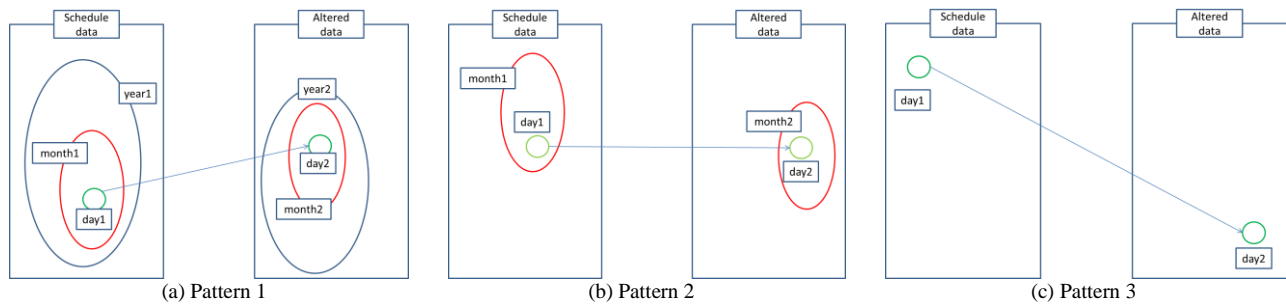 Schedule
data
Altered
data
year1
month1
day1
year2
day2
month2
(a) Pattern 1
Schedule
data
Altered
data
month1
day1
month2
day2
(b) Pattern 2
Schedule
data
Altered
data
day1
day2
(c) Pattern 3